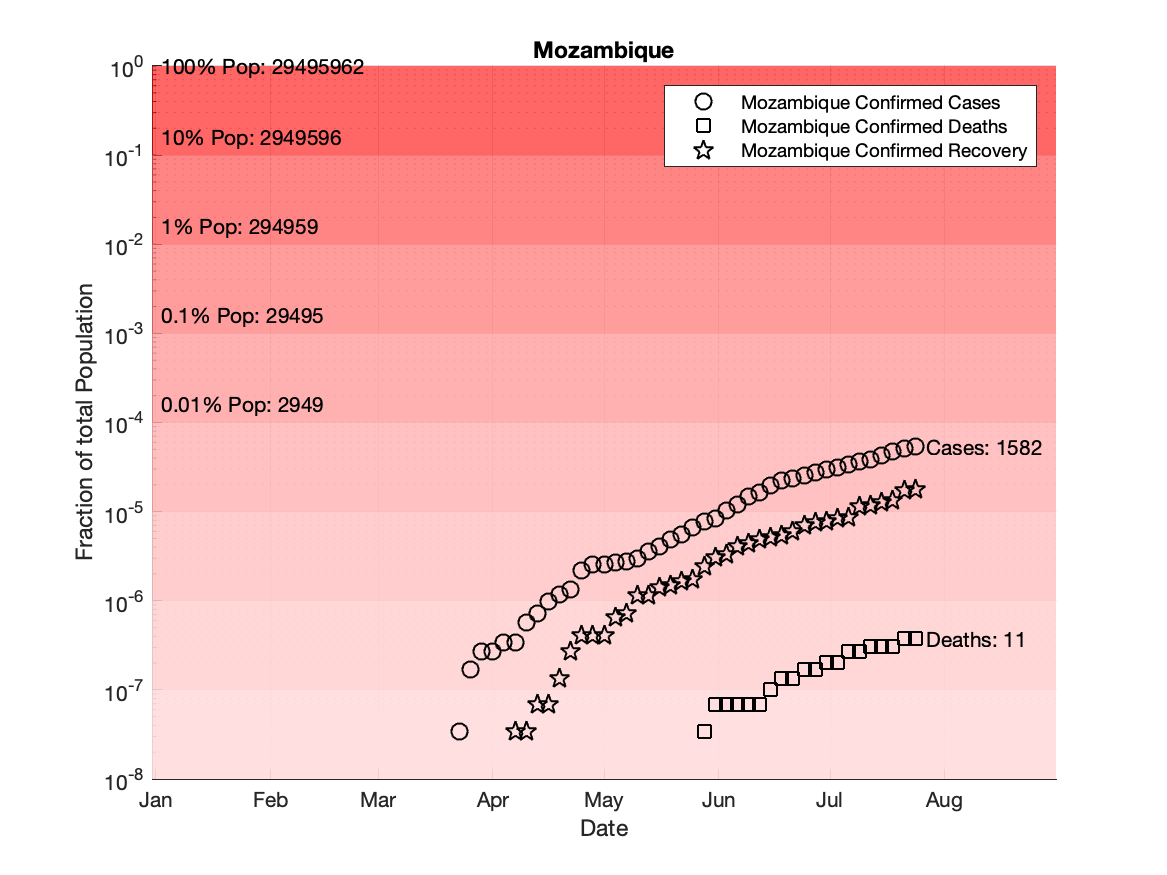 Mozambique
10^0
10^-1
10^-2
10^-3
10^-4
10^-5
10^-6
10^-7
10^-8
Fraction of total Population
100% Pop: 29495962
10% Pop: 2949596
1% Pop: 294959
0.1% Pop: 29495
0.01% Pop: 2949
Mozambique Confirmed Cases
Mozambique Confirmed Deaths
Mozambique Confirmed Recovery
Cases: 1582
Deaths: 11
Jan Feb Mar Apr May Jun Jul Aug
Date